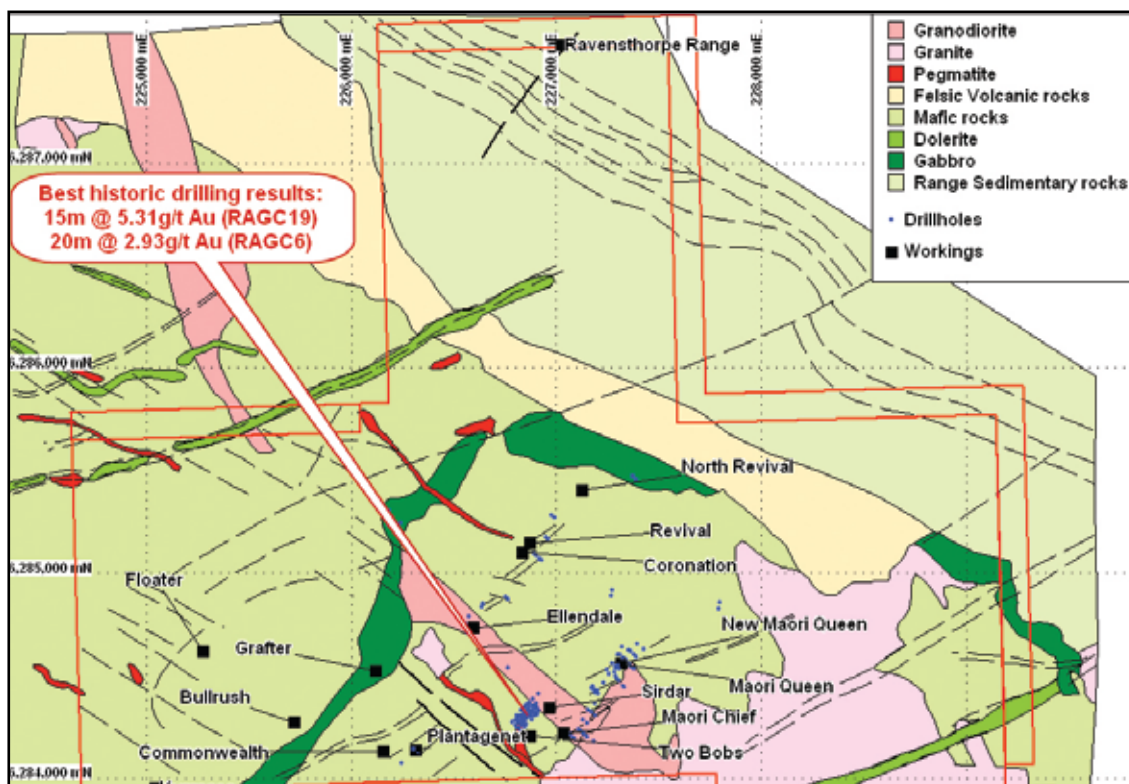 225,000 mE
226,000 mE
227,000 mE
228,000 mE
Ravensthorpe Range
Granodiorite
Granite
Pegmatite
Felsic Volcanic rocks
Mafic rocks
Dolerite
Gabbro
Range Sedimentary rocks
Drillholes
Workings
6,287,000 mN
Best historic drilling results:
15m @ 5.31g/t Au (RAGC19)
20m @ 2.93g/t Au (RAGC6)
6,286,000 mN
North Revival
Revival
Coronation
6,285,000 mN
Floater
Ellendale
New Maori Queen
Grafter
Maori Queen
Sirdar
Bullrush
Maori Chief
Plantagenet
Commonwealth
Two Bobs
6,284,000 mN